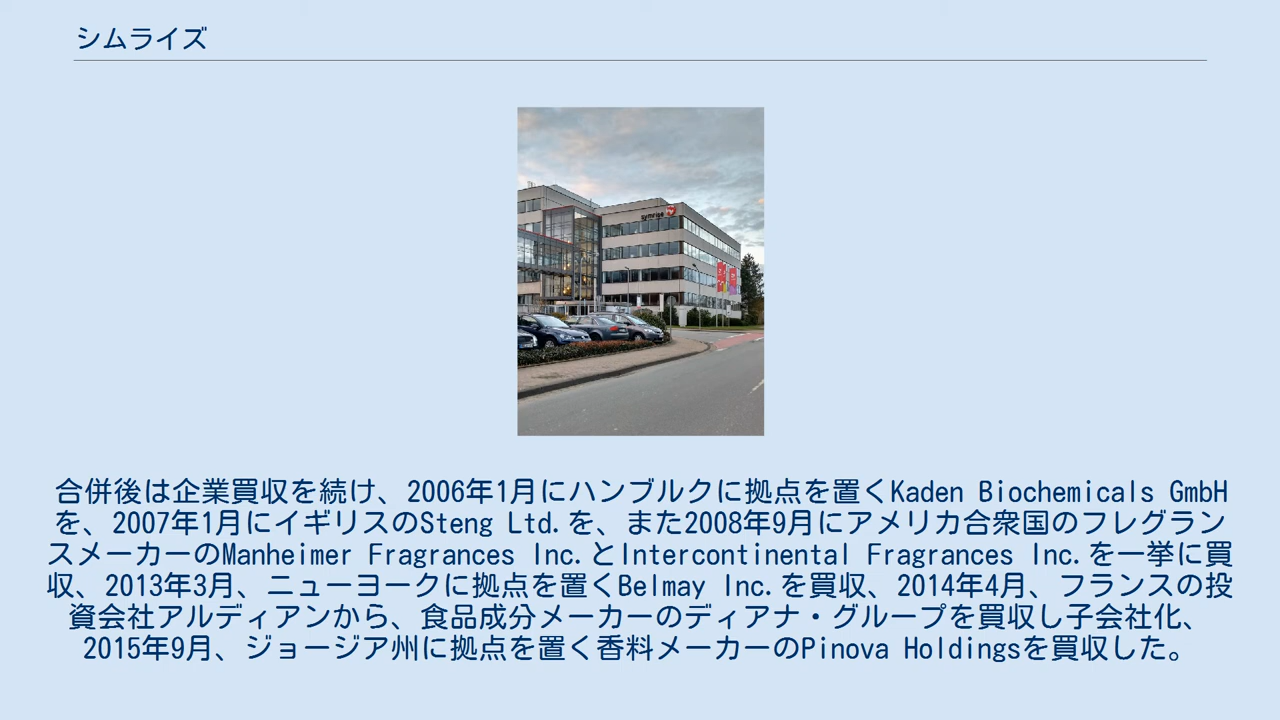 シムライズ
symrise
合併後は企業買収を続け、2006年1月にハンブルクに拠点を置くKaden Biochemicals GmbH
を、2007年1月にイギリスのSteng Ltd.を、また2008年9月にアメリカ合衆国のフレグラン
スメーカーのManheimer Fragrances Inc.とIntercontinental Fragrances Inc.を一挙に買
収、2013年3月、ニューヨークに拠点を置くBelmay Inc.を買収、2014年4月、フランスの投
資会社アルディアンから、食品成分メーカーのディアナ・グループを買収し子会社化、
2015年9月、ジョージア州に拠点を置く香料メーカーのPinova Holdingsを買収した。